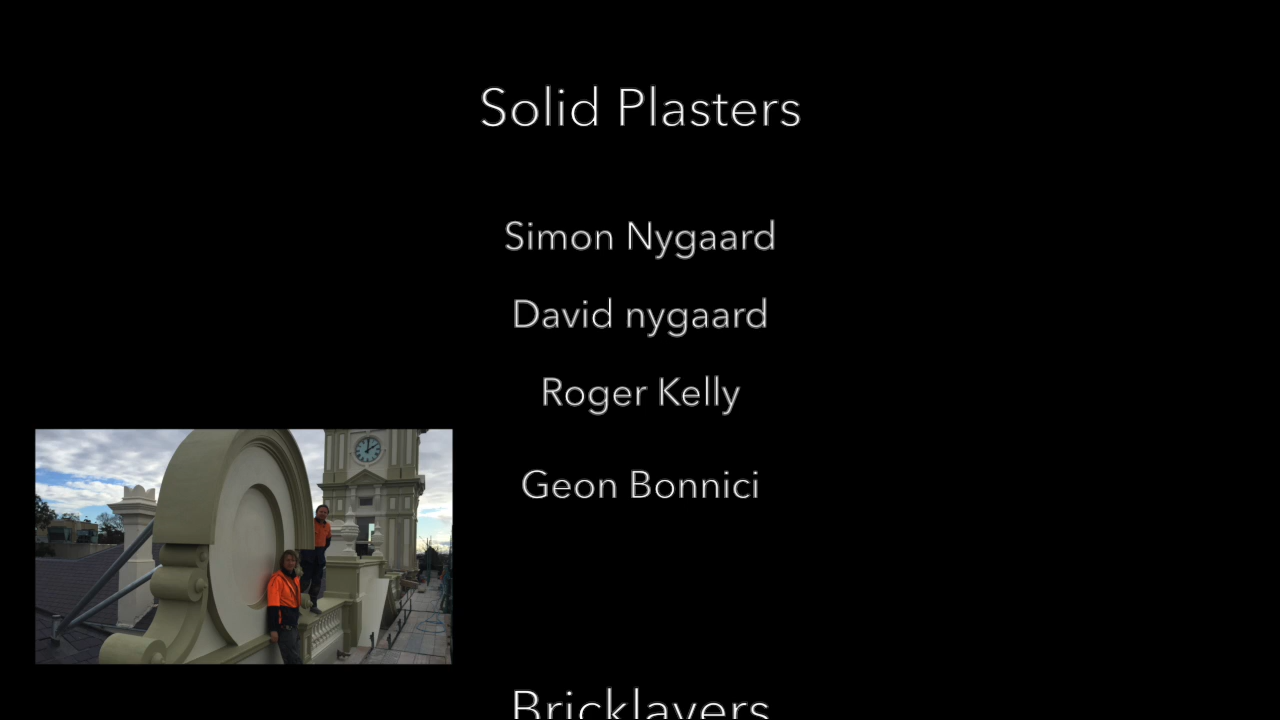 Solid Plasters
Simon Nygaard
David nygaard
Roger Kelly
Geon Bonnici
Bricklayers